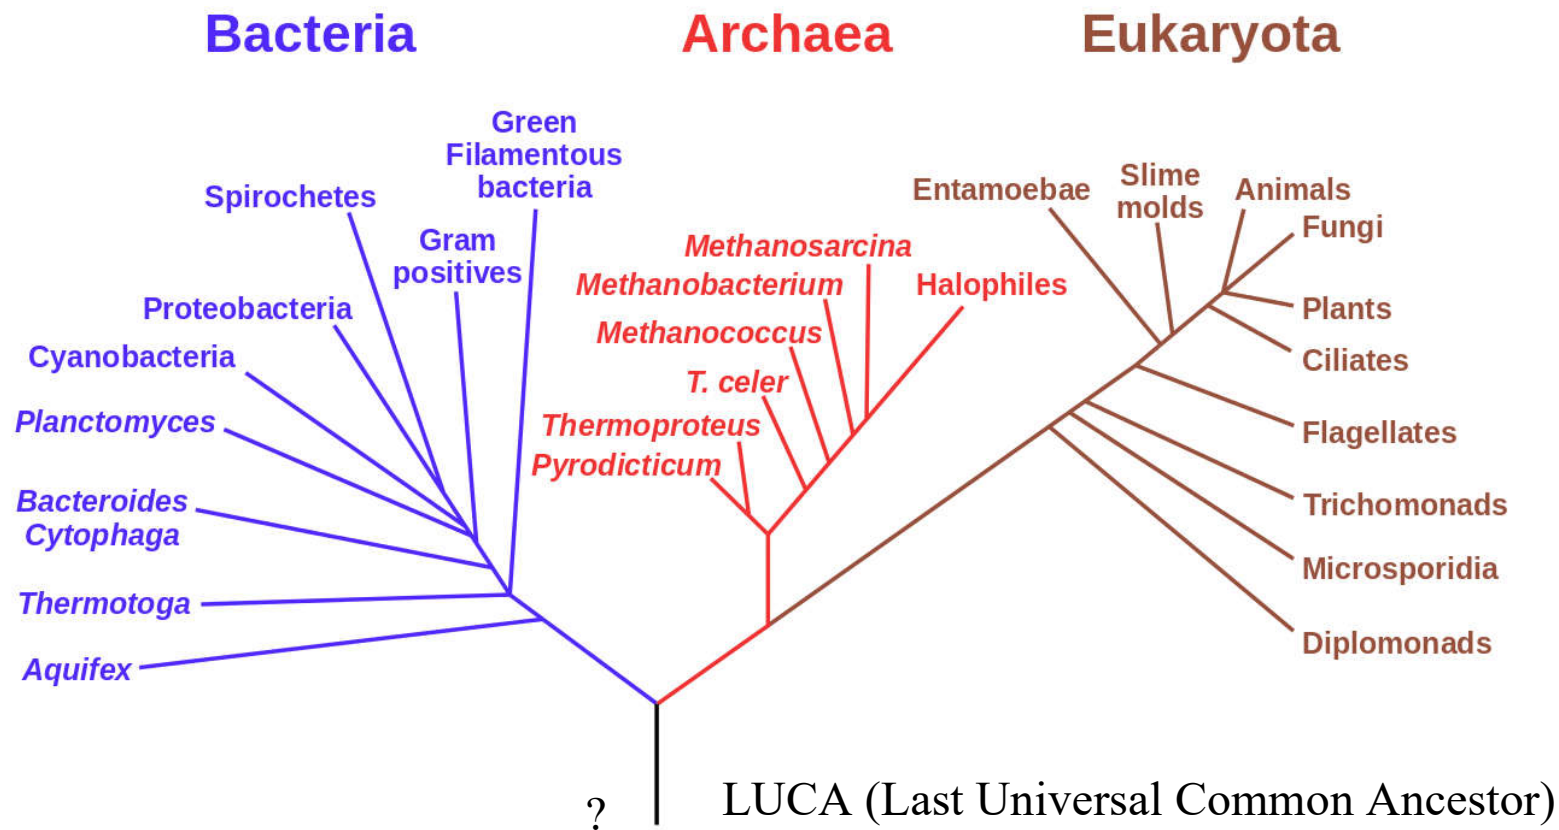 Bacteria
Archaea
Eukaryota
Green
Filamentous
bacteria
Spirochetes
Gram
positives
Proteobacteria
Cyanobacteria
Planctomyces
Bacteroides
Cytophaga
Thermotoga
Aquifex
Methanosarcina
Methanobacterium
Halophiles
Methanococcus
T. celer
Thermoproteus
Pyrodicticum
Entamoebae
Slime
molds
Animals
Fungi
Plants
Ciliates
Flagellates
Trichomonads
Microsporidia
Diplomonads
?
LUCA (Last Universal Common Ancestor)